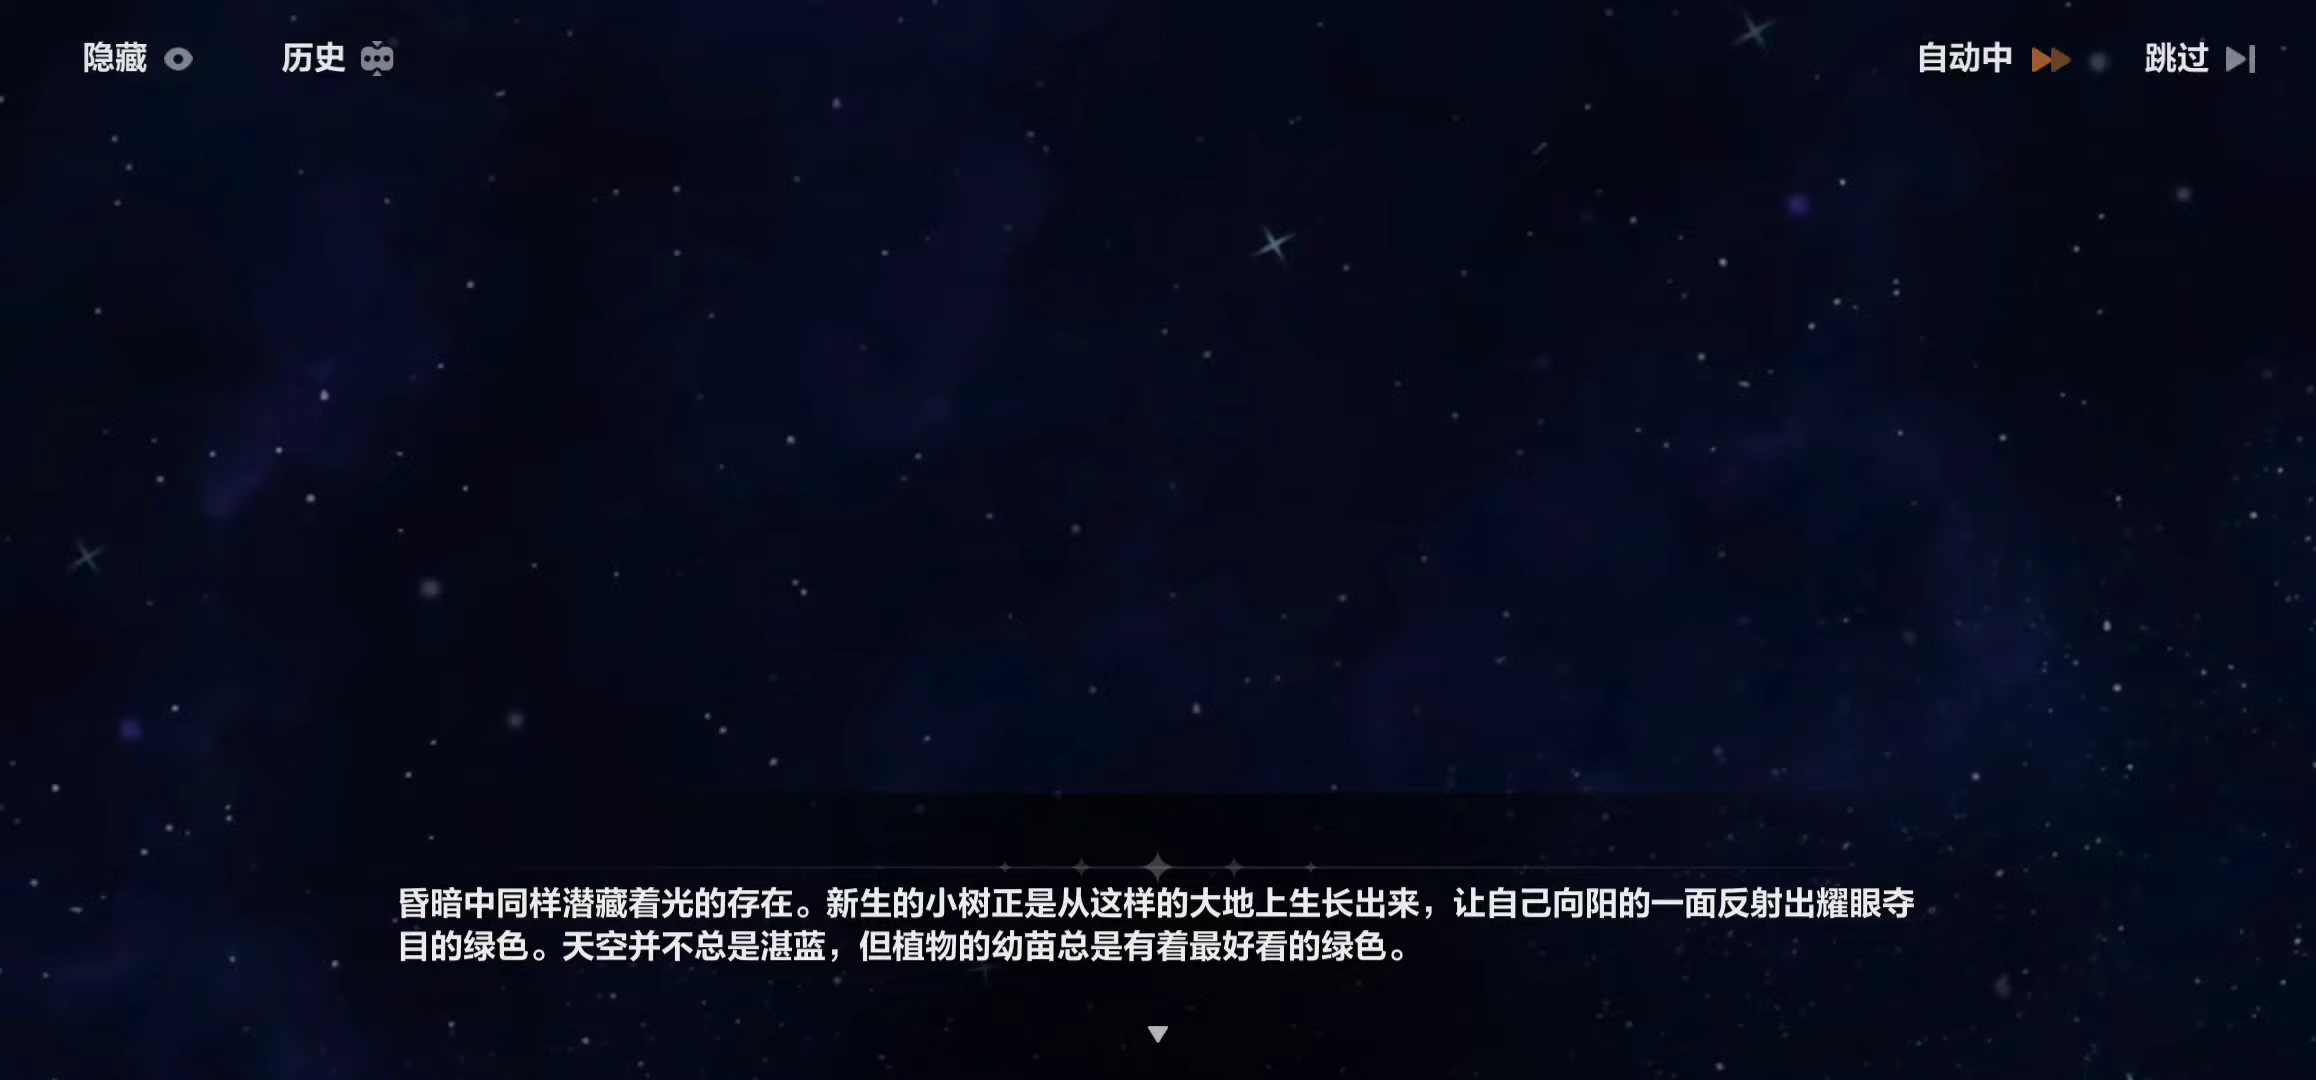 隐藏
历史
自动中
跳过
昏暗中同样潜藏着光的存在。新生的小树正是从这样的大地上生长出来，让自己向阳的一面反射出耀眼夺
目的绿色。天空并不总是湛蓝，但植物的幼苗总是有着最好看的绿色。